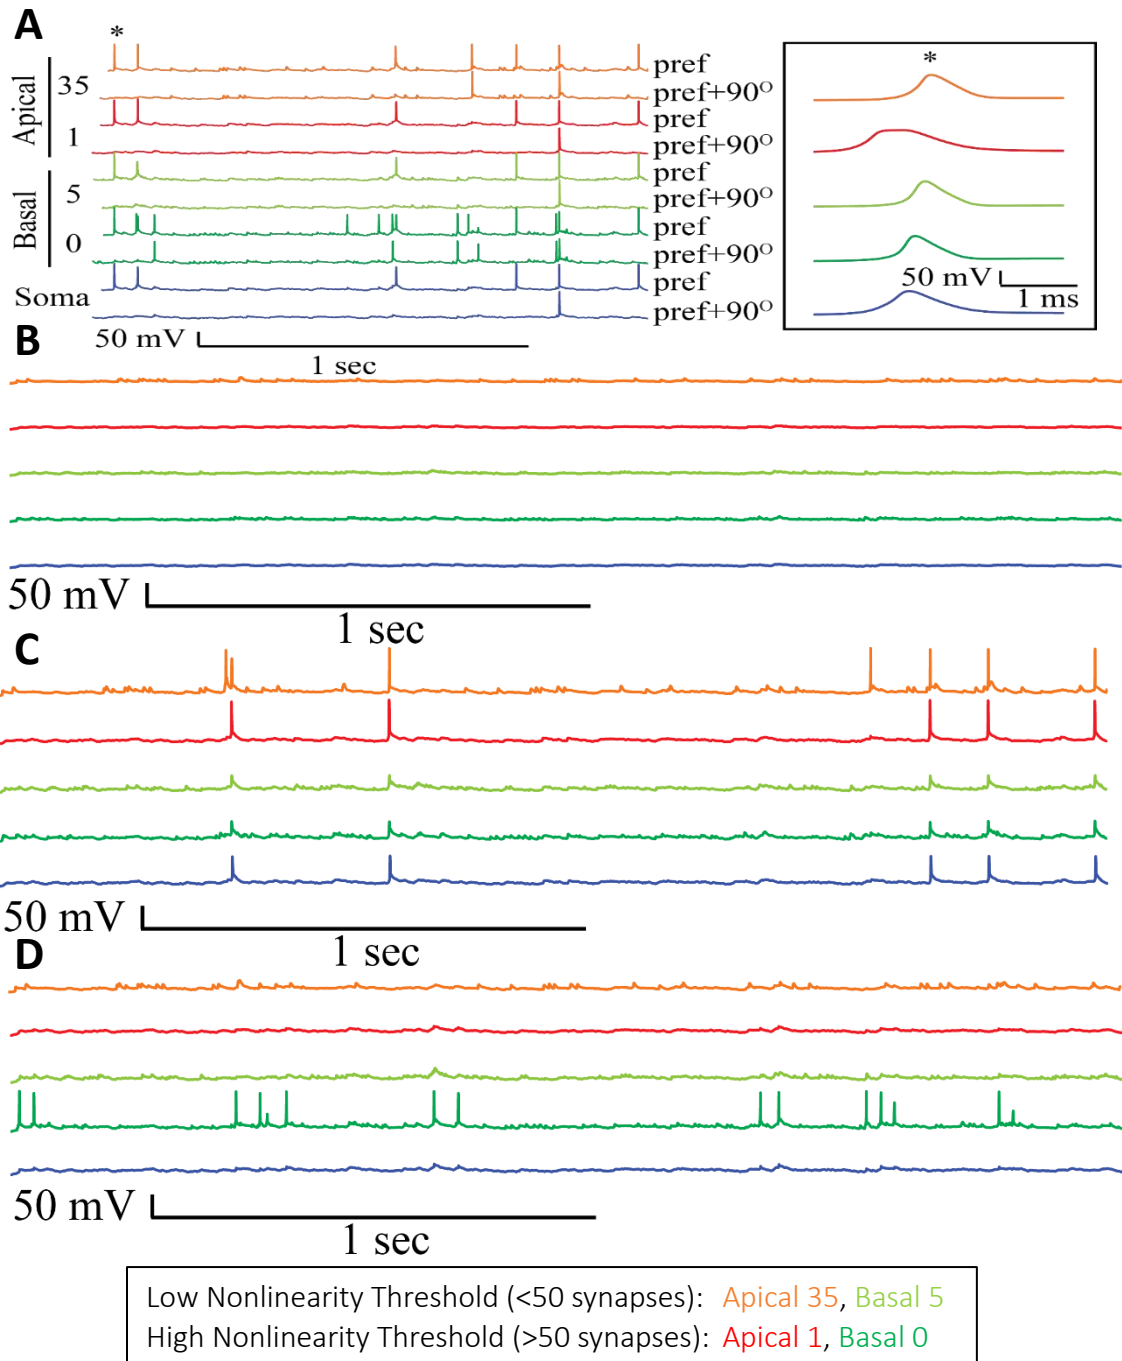 A
*
Apical
35
1
Basal
5
0
Soma
pref
pref+90°
pref
pref+90°
pref
pref+90°
pref
pref+90°
pref
pref+90°
50 mV
1 sec
*
50 mV
1 ms
B
50 mV
1 sec
C
50 mV
1 sec
D
50 mV
1 sec
Low Nonlinearity Threshold (<50 synapses): Apical 35, Basal 5
High Nonlinearity Threshold (>50 synapses): Apical 1, Basal 0